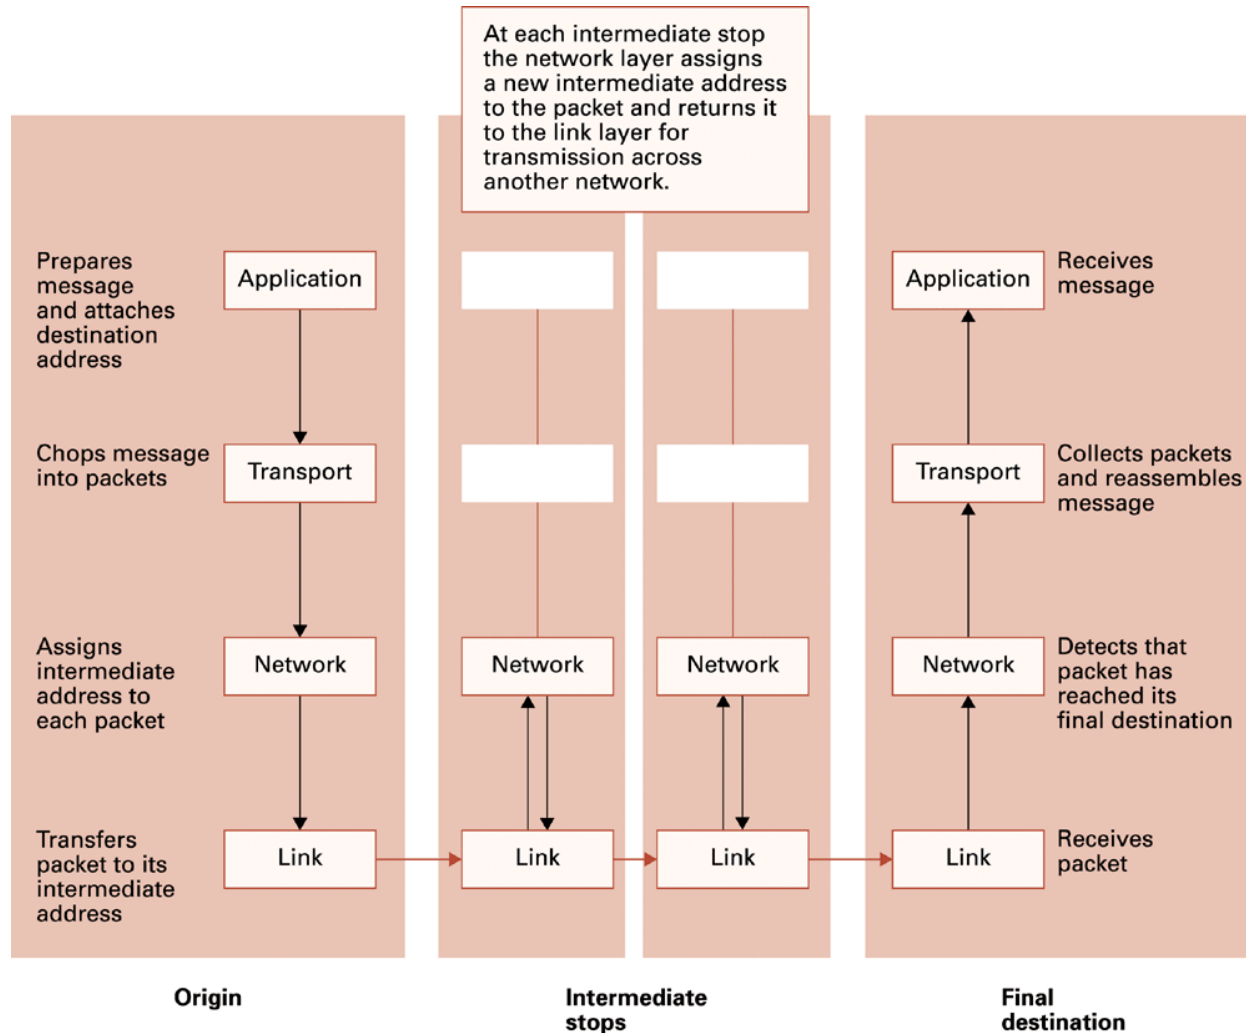 At each intermediate stop
the network layer assigns
a new intermediate address
to the packet and returns it
to the link layer for
transmission across
another network.
Prepares
message
and attaches
destination
address
Application
Application
Receives
message
Chops message
into packets
Transport
Transport
Collects packets
and reassembles
message
Assigns
intermediate
address to
each packet
Network
Network
Network
Network
Detects that
packet has
reached its
final destination
Transfers
packet to its
intermediate
address
Link
Link
Link
Link
Receives
packet
Origin
Intermediate
stops
Final
destination